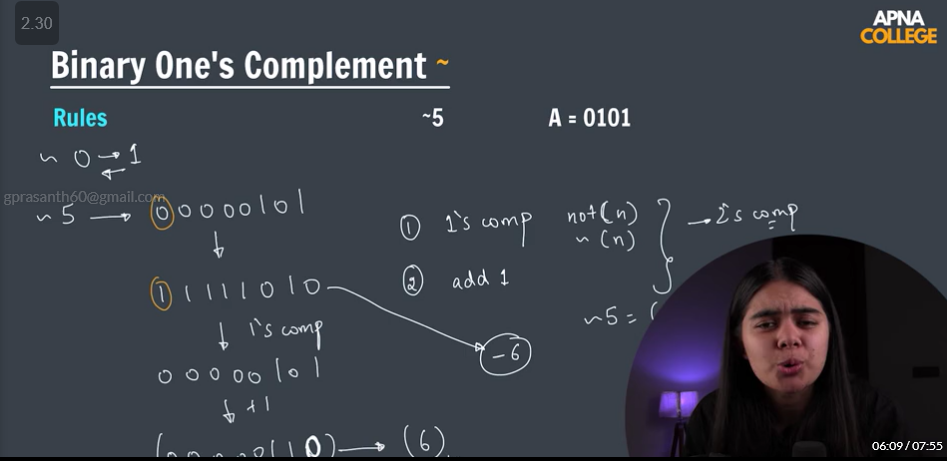 2.30
APNA
COLLEGE
Binary One's Complement ~
Rules
~5
A = 0101
~ 0 → 1
←
gprasanth60@gmail.com
~ 5 → 00000101
↓
11111010
↓ 1's comp
00000101
↓ +1
(00000110) → (6)
① 1's comp not(n)
~ (n)
② add 1
→ 2's comp
~5 = (
-6
06:09 / 07:55